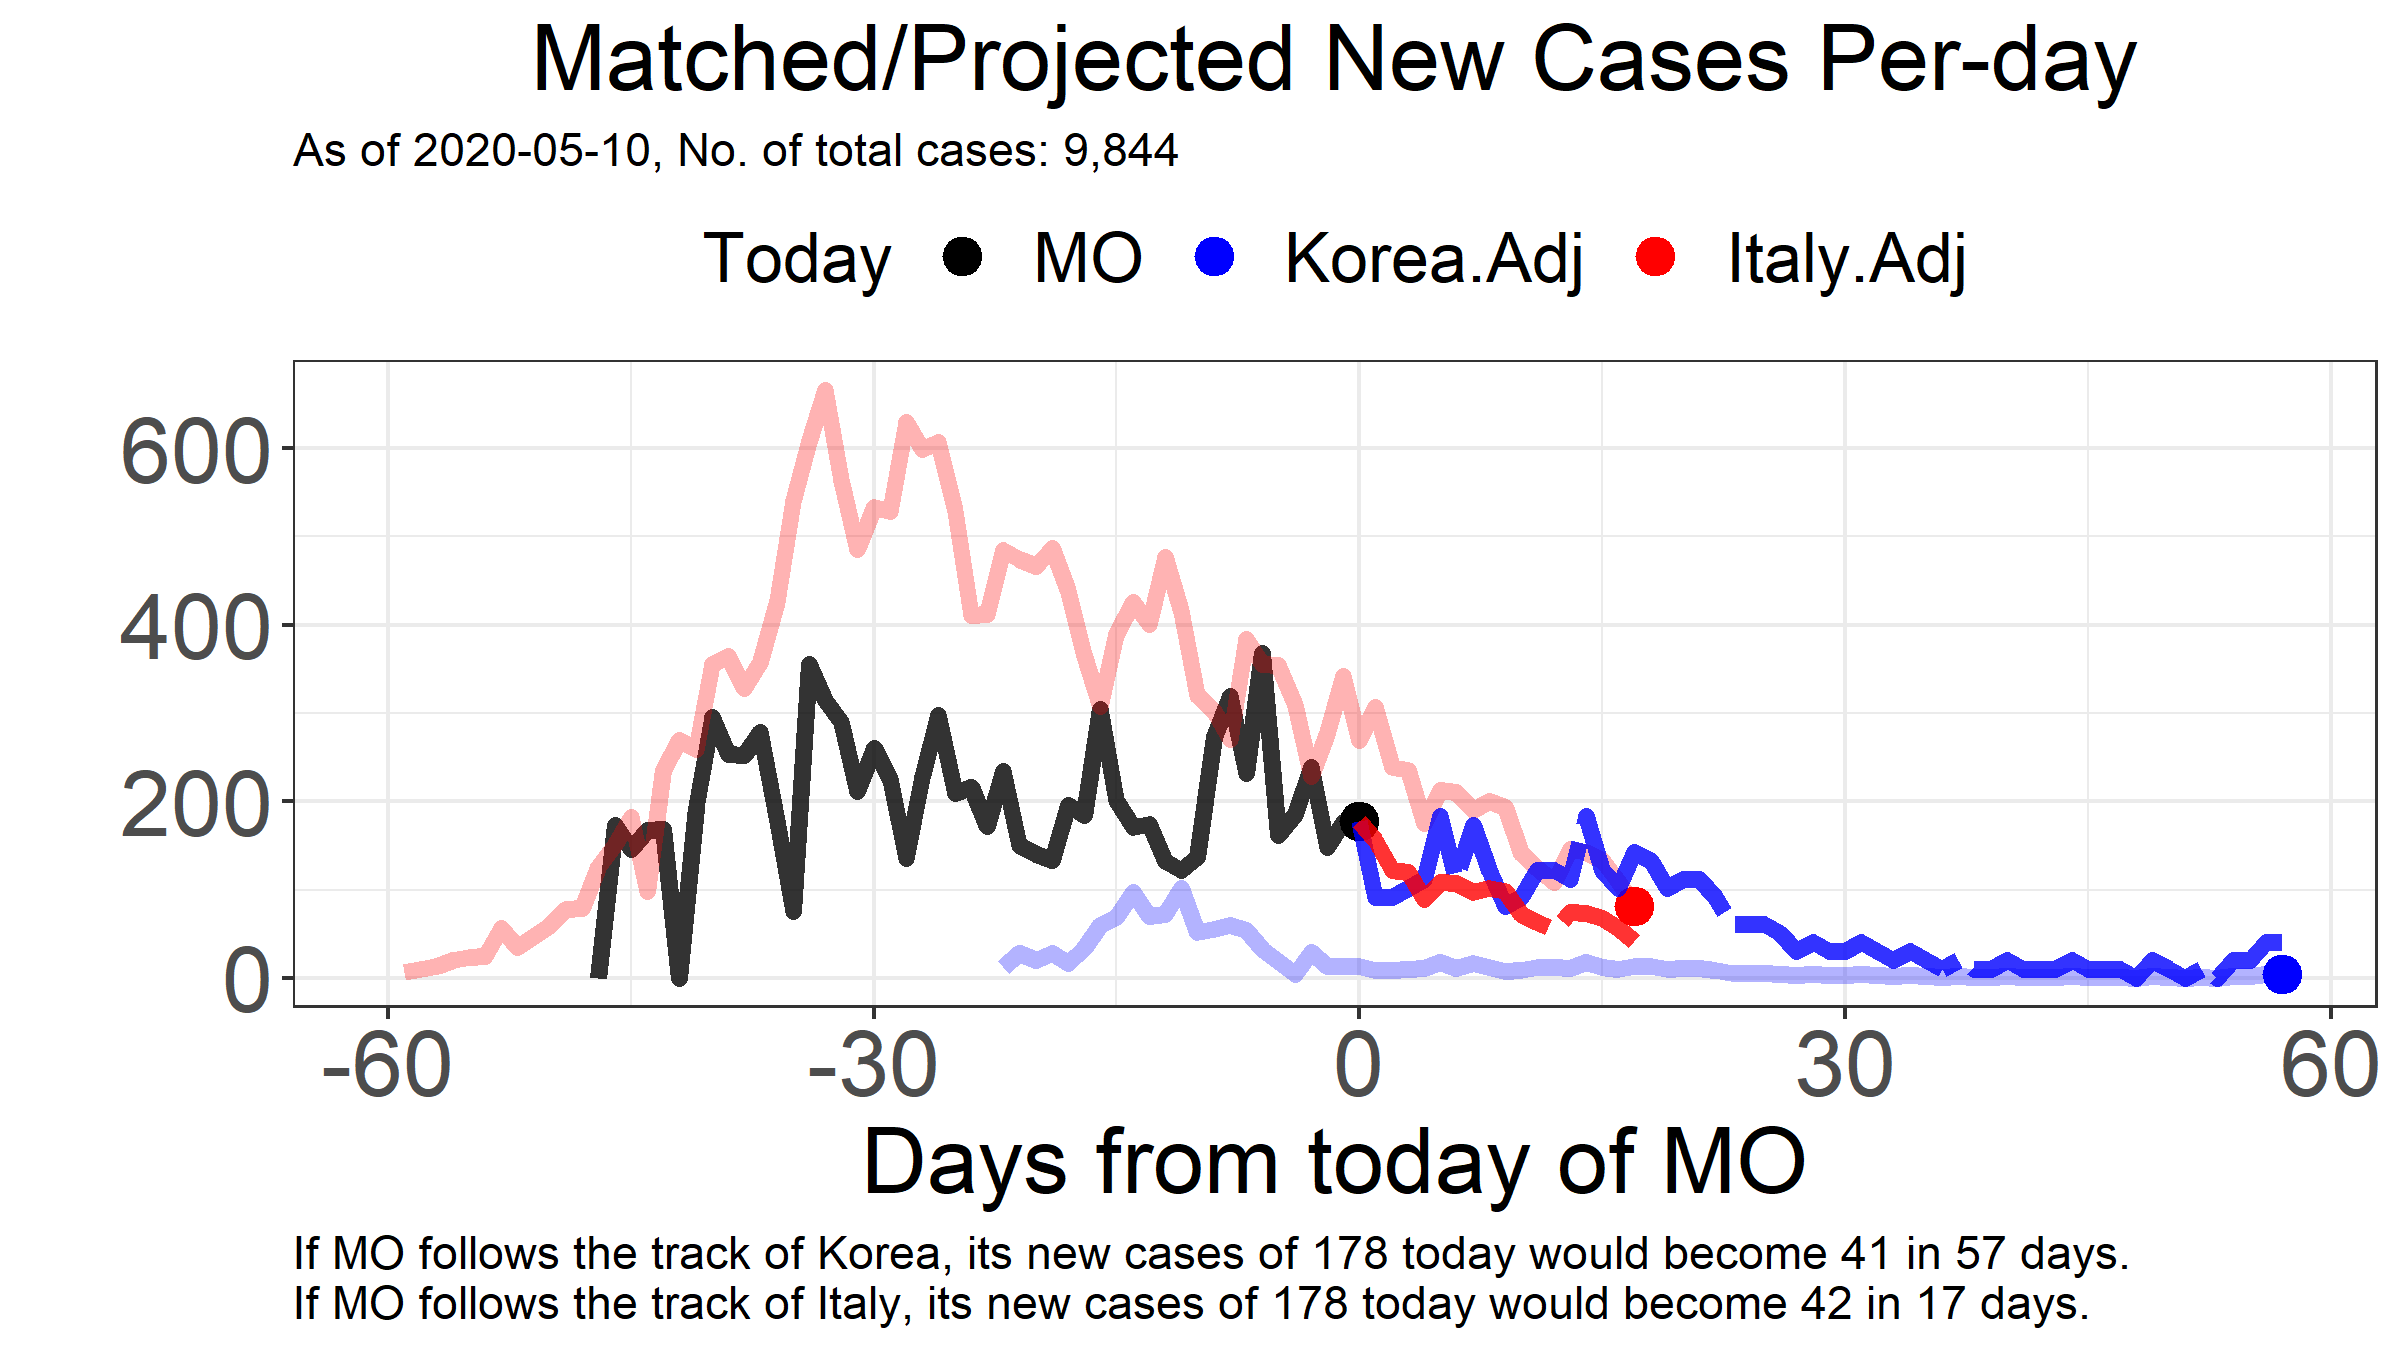 Matched/Projected New Cases Per-day
As of 2020-05-10, No. of total cases: 9,844
Today MO Korea.Adj Italy.Adj
600
400
200
0
-60 -30 0 30 60
Days from today of MO
If MO follows the track of Korea, its new cases of 178 today would become 41 in 57 days.
If MO follows the track of Italy, its new cases of 178 today would become 42 in 17 days.